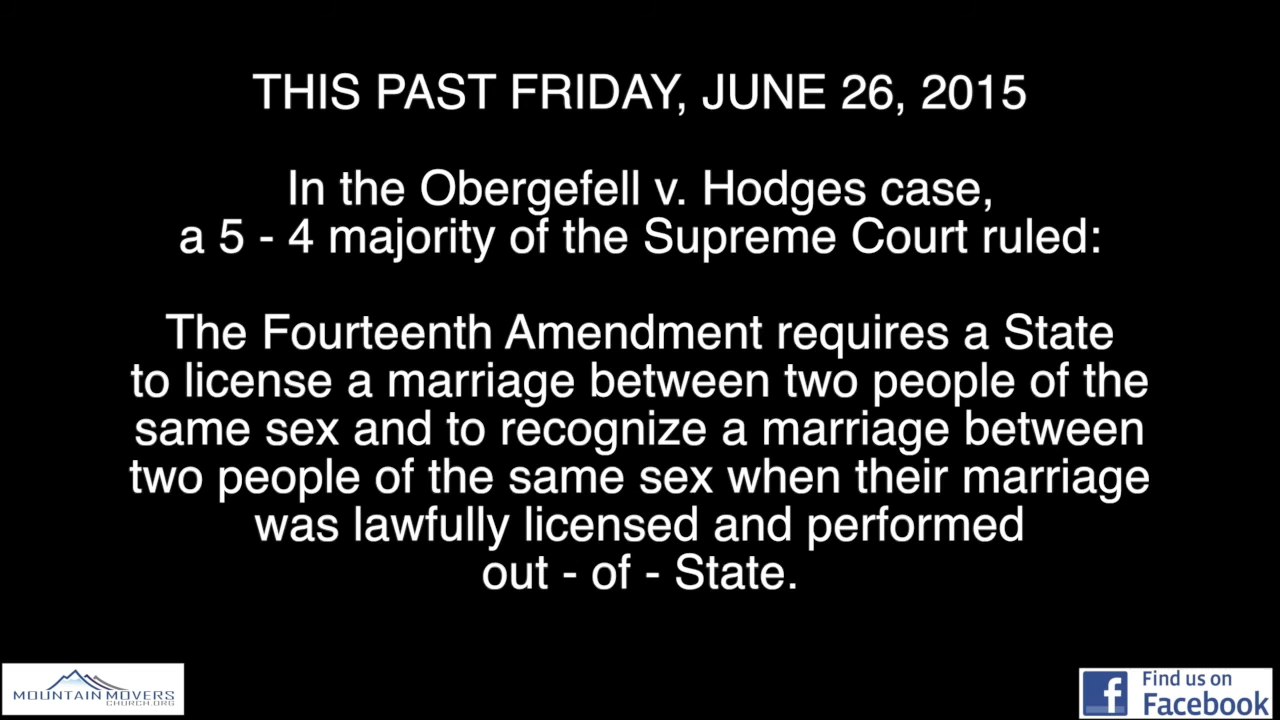 THIS PAST FRIDAY, JUNE 26, 2015
In the Obergefell v. Hodges case,
a 5 - 4 majority of the Supreme Court ruled:
The Fourteenth Amendment requires a State
to license a marriage between two people of the
same sex and to recognize a marriage between
two people of the same sex when their marriage
was lawfully licensed and performed
out - of - State.
MOUNTAIN MOVERS
CHURCH.ORG
f
Find us on
Facebook